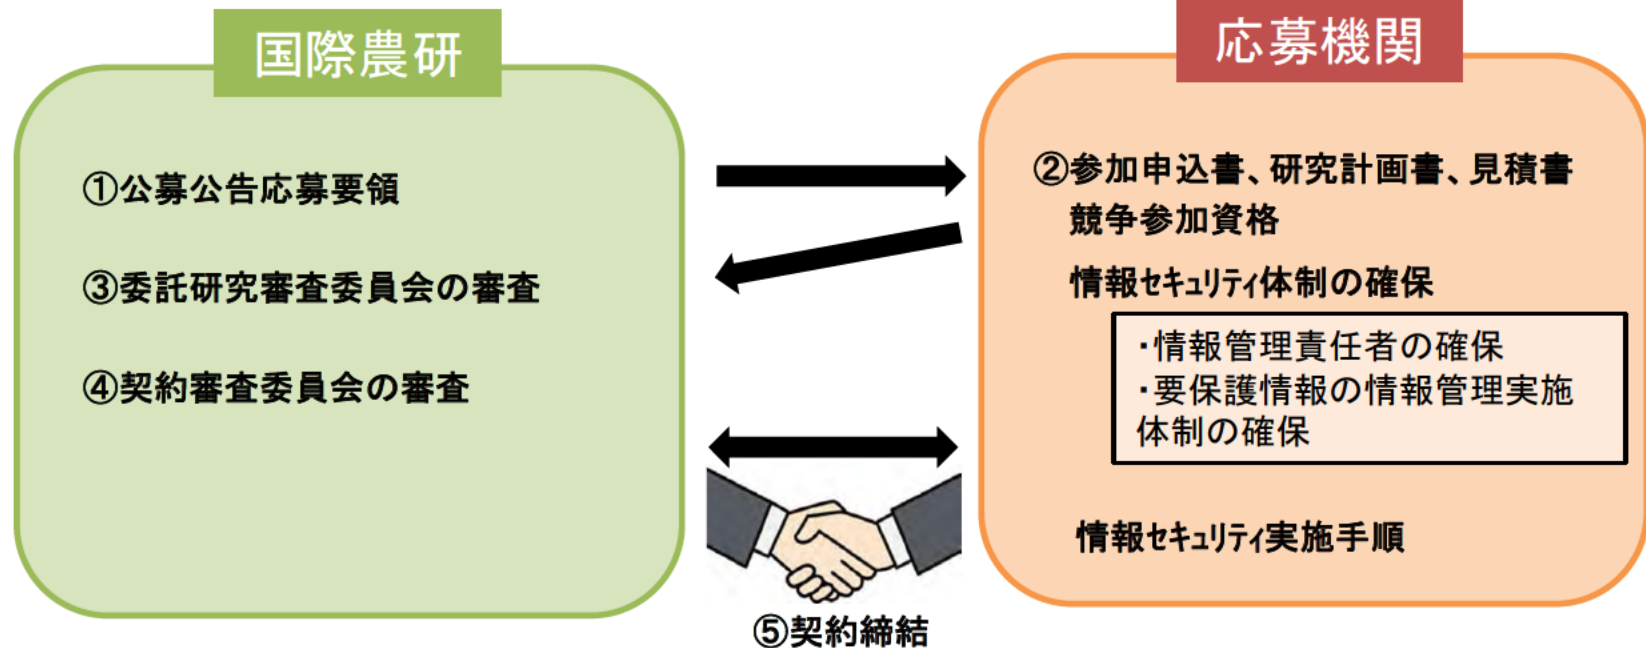 国際農研
①公募公告応募要領
③委託研究審査委員会の審査
④契約審査委員会の審査
応募機関
②参加申込書、研究計画書、見積書
競争参加資格
情報ｾｷｭﾘﾃｨ体制の確保
・情報管理責任者の確保
・要保護情報の情報管理実施
体制の確保
情報ｾｷｭﾘﾃｨ実施手順
⑤契約締結